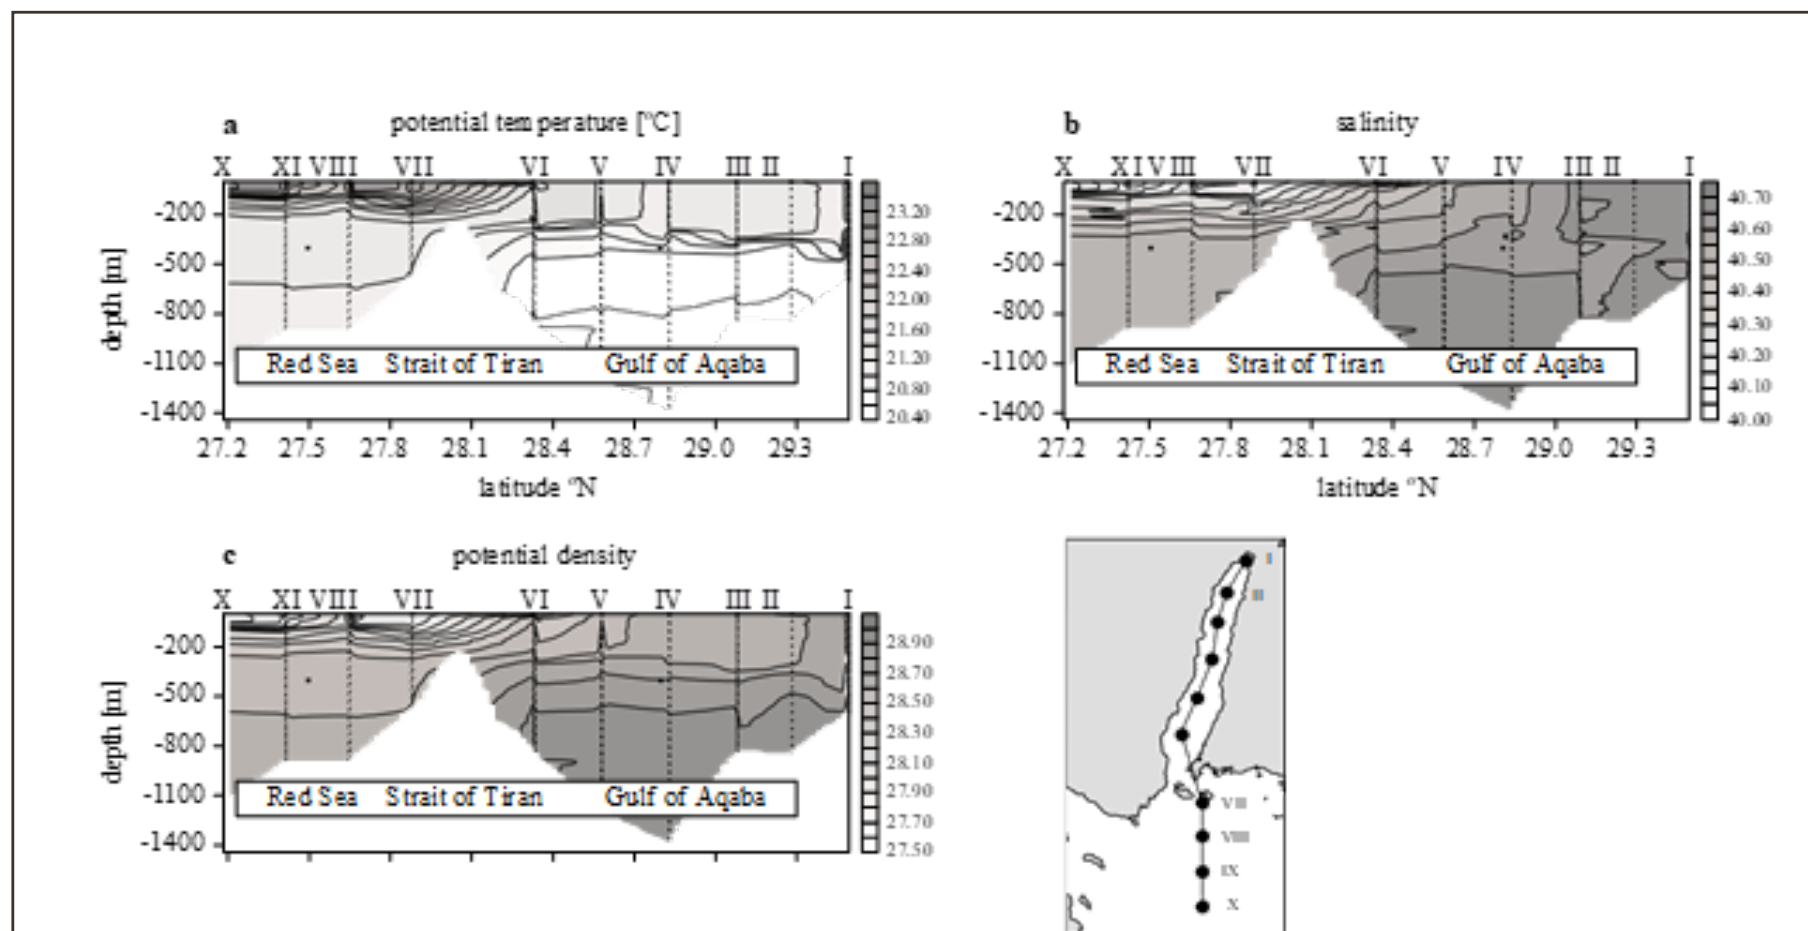 a potential temperature [°C]
X XI VIII VII VI V IV III II I
-200
-500
-800
-1100
-1400
depth [m]
23.20
22.80
22.40
22.00
21.60
21.20
20.80
20.40
Red Sea Strait of Tiran Gulf of Aqaba
27.2 27.5 27.8 28.1 28.4 28.7 29.0 29.3
latitude °N
b salinity
X XI VIII VII VI V IV III II I
-200
-500
-800
-1100
-1400
depth [m]
40.70
40.60
40.50
40.40
40.30
40.20
40.10
40.00
Red Sea Strait of Tiran Gulf of Aqaba
27.2 27.5 27.8 28.1 28.4 28.7 29.0 29.3
latitude °N
c potential density
X XI VIII VII VI V IV III II I
-200
-500
-800
-1100
-1400
depth [m]
28.90
28.70
28.50
28.30
28.10
27.90
27.70
27.50
Red Sea Strait of Tiran Gulf of Aqaba
I
III
VII
VIII
IX
X